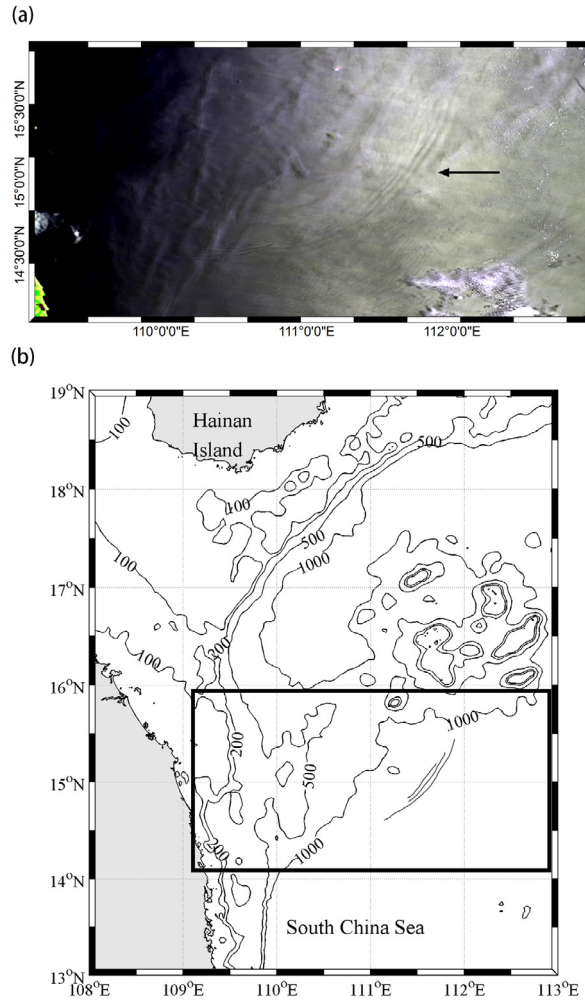 (a)
15°30'0"N
15°0'0"N
14°30'0"N
110°0'0"E
111°0'0"E
112°0'0"E
(b)
19°N
18°N
17°N
16°N
15°N
14°N
13°N
Hainan
Island
100
500
100
500
1000
100
200
100
1000
200
500
200
1000
South China Sea
108°E
109°E
110°E
111°E
112°E
113°E